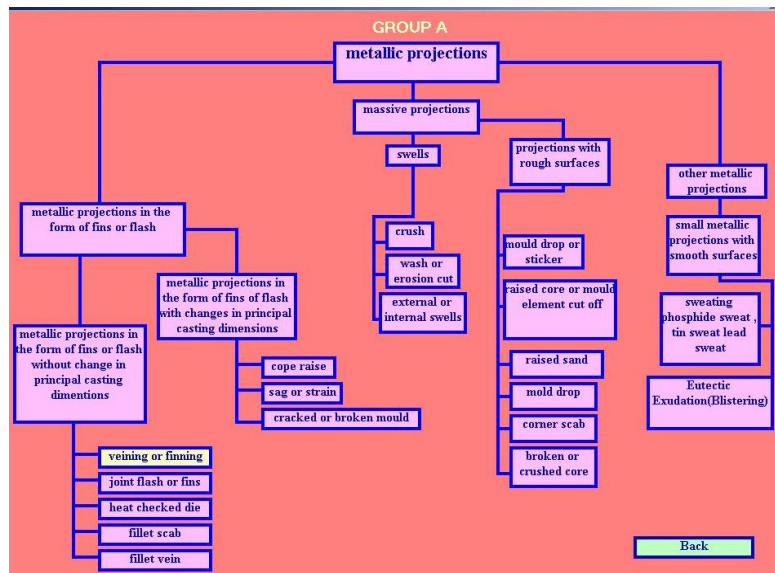 GROUP A
metallic projections
massive projections
swells
projections with
rough surfaces
other metallic
projections
metallic projections in the
form of fins or flash
small metallic
projections with
smooth surfaces
crush
wash or
erosion cut
external or
internal swells
mould drop or
sticker
raised core or mould
element cut off
metallic projections in
the form of fins of flash
with changes in principal
casting dimensions
sweating
phosphide sweat ,
tin sweat lead
sweat
metallic projections in
the form of fins or flash
without change in
principal casting
dimentions
cope raise
sag or strain
cracked or broken mould
raised sand
mold drop
corner scab
broken or
crushed core
Eutectic
Exudation(Blistering)
veining or finning
joint flash or fins
heat checked die
fillet scab
fillet vein
Back